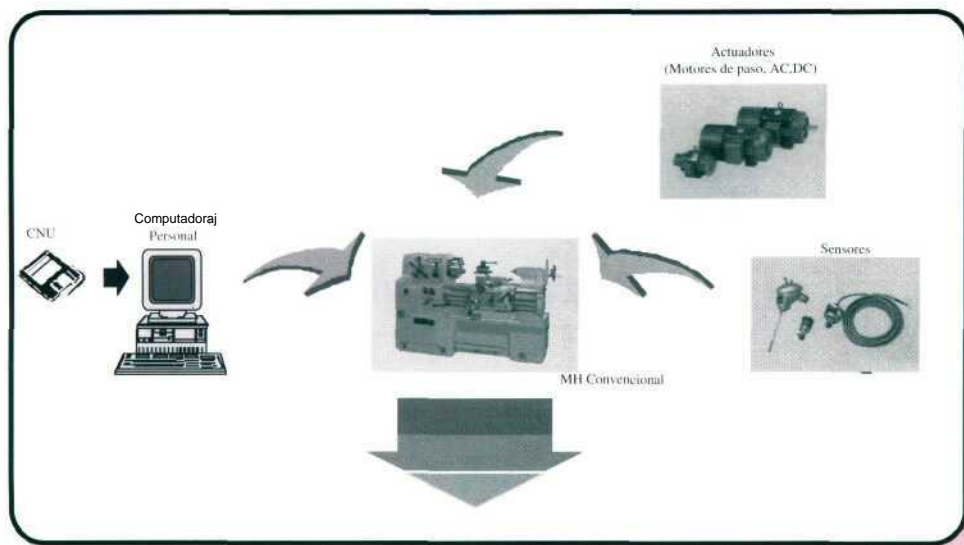 Actuadores
(Motores de paso, AC,DC)
CNU
Computadoraj
Personal
Sensores
MH Convencional